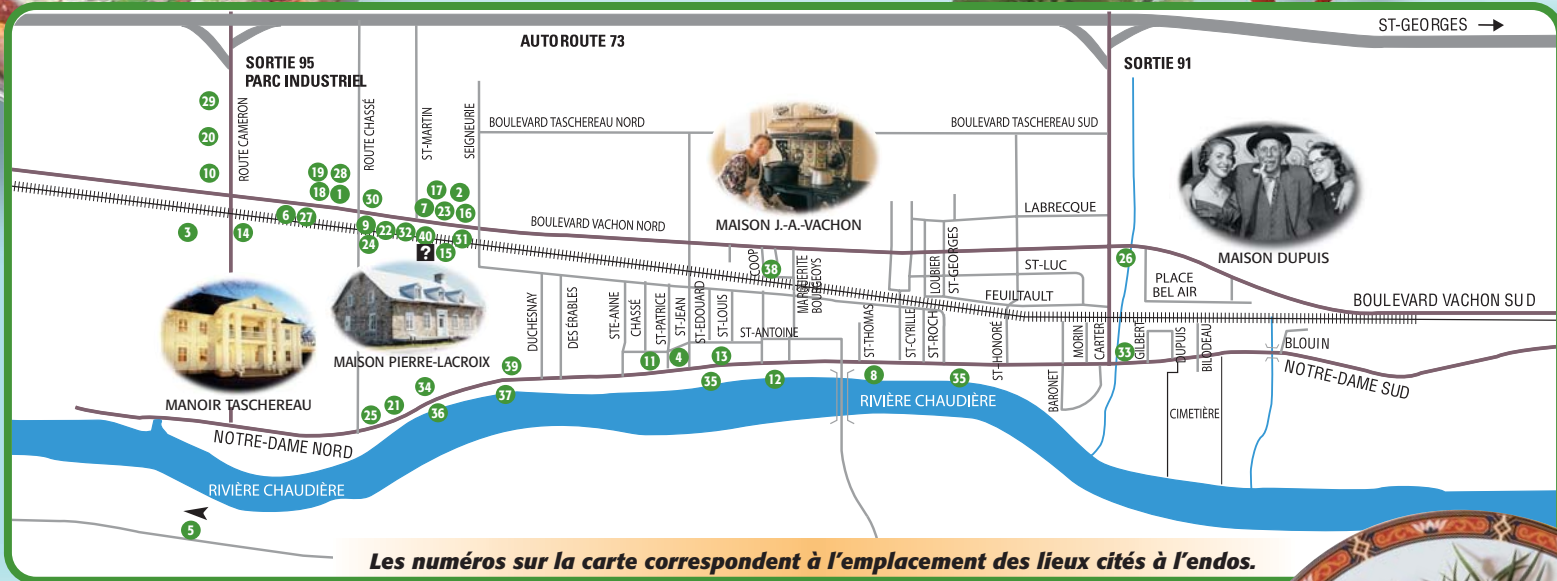 ST-GEORGES
AUTOROUTE 73
SORTIE 95
PARC INDUSTRIEL
SORTIE 91
29
20
10
ROUTE CAMERON
ROUTE CHASSÉ
ST-MARTIN
SEIGNEURIE
BOULEVARD TASCHEREAU NORD
BOULEVARD TASCHEREAU SUD
19
28
18
1
30
17
2
7
23
16
6
27
3
14
9
22
32
40
31
24
?
15
BOULEVARD VACHON NORD
MAISON J.-A.-VACHON
LABRECQUE
MAISON DUPUIS
COOP
38
MARGUERITE
BOURGEOYS
LOUBIER
ST-GEORGES
ST-LUC
FEUILTAULT
26
PLACE
BEL AIR
BOULEVARD VACHON SUD
MANOIR TASCHEREAU
MAISON PIERRE-LACROIX
DUCHESNAY
DES ÉRABLES
STE-ANNE
CHASSÉ
ST-PATRICE
ST-JEAN
ST-EDOUARD
ST-LOUIS
ST-ANTOINE
ST-THOMAS
ST-CYRILLE
ST-ROCH
ST-HONORÉ
MORIN
CARTER
BARONET
33
GILBERT
DUPUIS
BILODEAU
BLOUIN
NOTRE-DAME SUD
CIMETIÈRE
39
11
4
13
34
37
35
12
8
35
25
21
36
NOTRE-DAME NORD
RIVIÈRE CHAUDIÈRE
RIVIÈRE CHAUDIÈRE
5
Les numéros sur la carte correspondent à l'emplacement des lieux cités à l'endos.